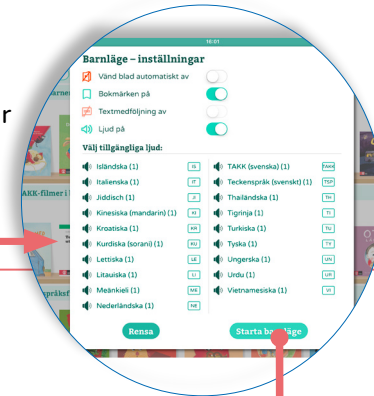 16:01
Barnläge – inställningar
Vänd blad automatiskt av
Bokmärken på
Textmedföljning av
Ljud på
Välj tillgängliga ljud:
Isländska (1) IS
Italienska (1) IT
Jiddisch (1) JI
Kinesiska (mandarin) (1) KI
Kroatiska (1) KR
Kurdiska (sorani) (1) KU
Lettiska (1) LE
Litauiska (1) LI
Meänkieli (1) ME
Nederländska (1) NE
TAKK (svenska) (1) TAKK
Teckenspråk (svenskt) (1) TSP
Thailändska (1) TH
Tigrinja (1) TI
Turkiska (1) TU
Tyska (1) TY
Ungerska (1) UN
Urdu (1) UR
Vietnamesiska (1) VI
Rensa
Starta barnläge
r
AKK-filmer i
språksf